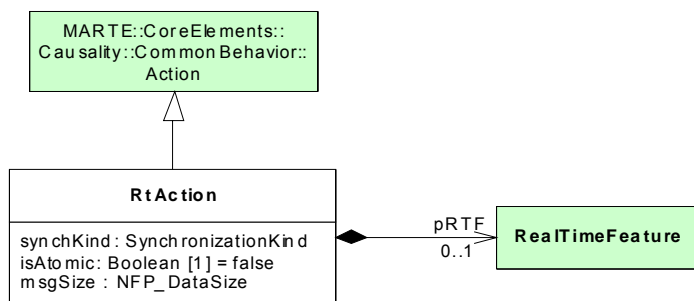 MARTE::CoreElements::
Causality::CommonBehavior::
Action
RtAction
synchKind : SynchronizationKind
isAtomic: Boolean [1] = false
msgSize : NFP_DataSize
pRTF
0..1
RealTimeFeature